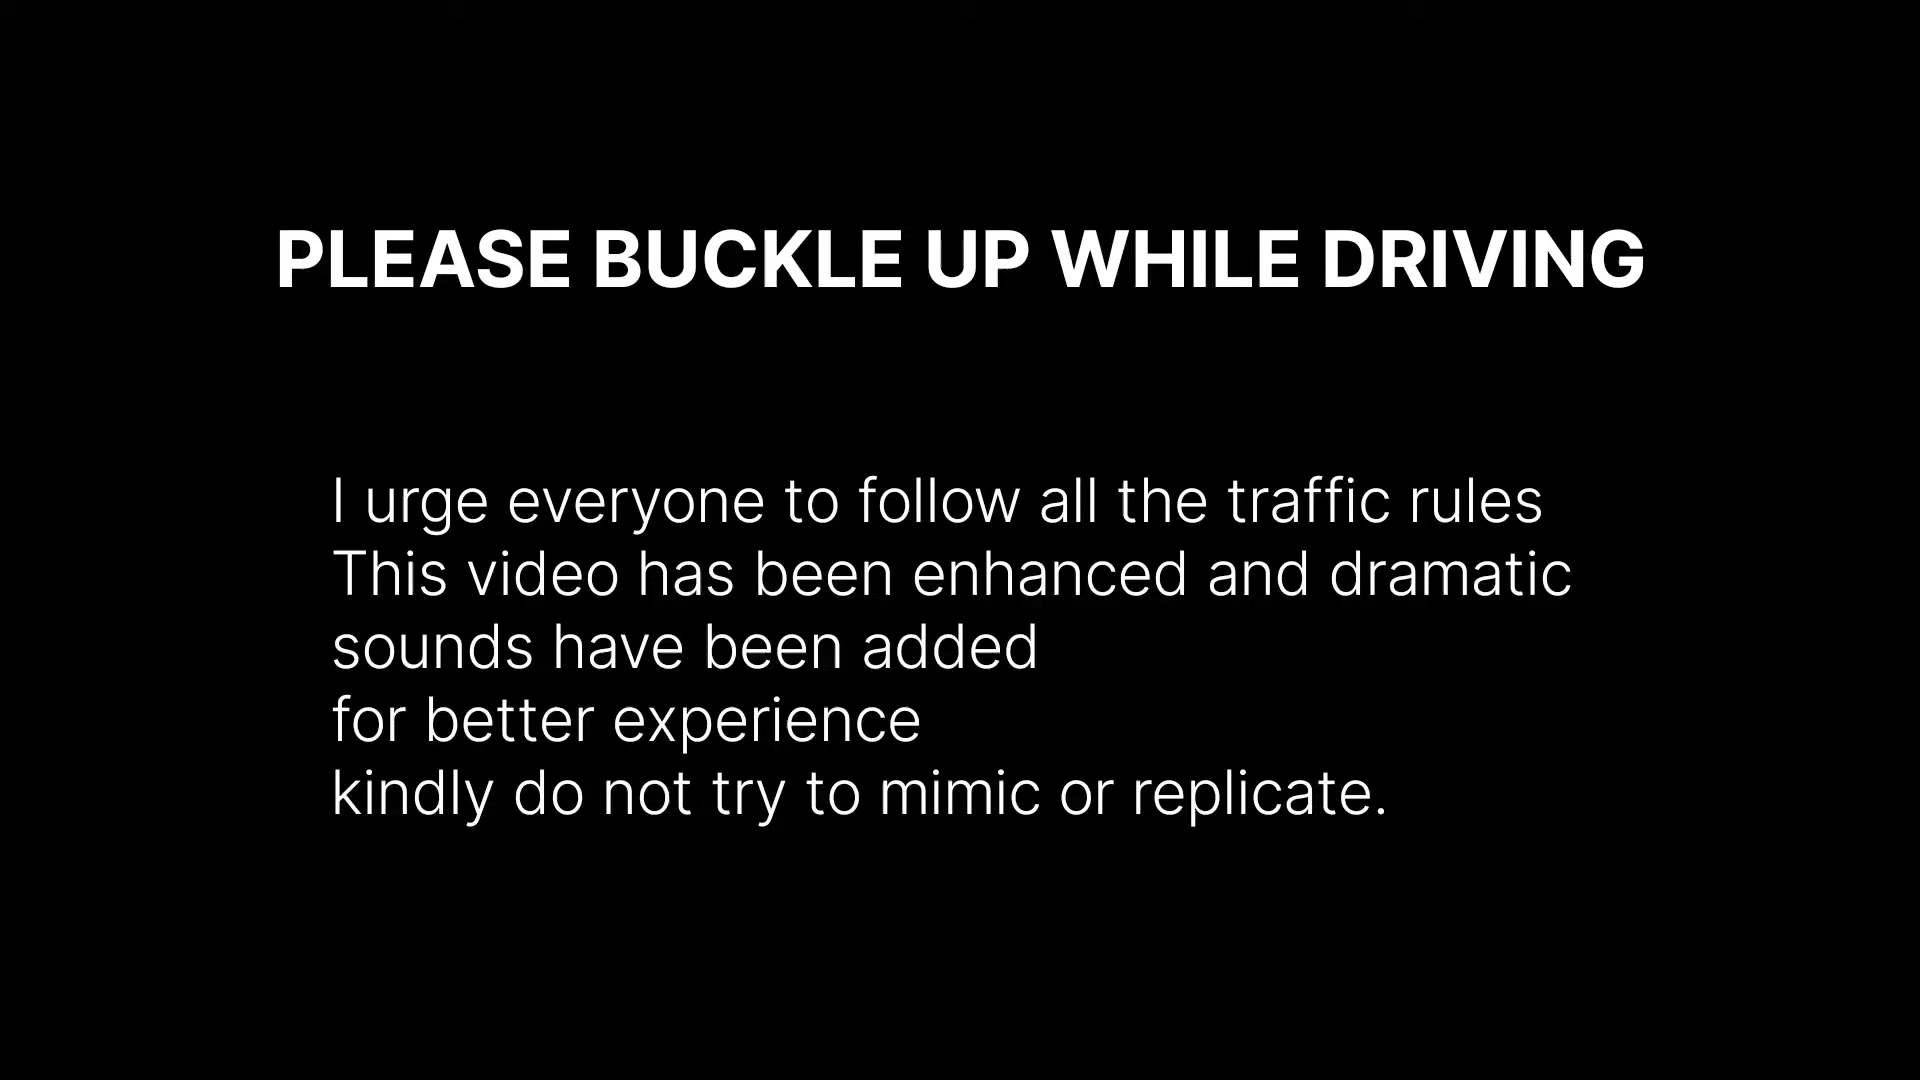 PLEASE BUCKLE UP WHILE DRIVING
I urge everyone to follow all the traffic rules
This video has been enhanced and dramatic
sounds have been added
for better experience
kindly do not try to mimic or replicate.